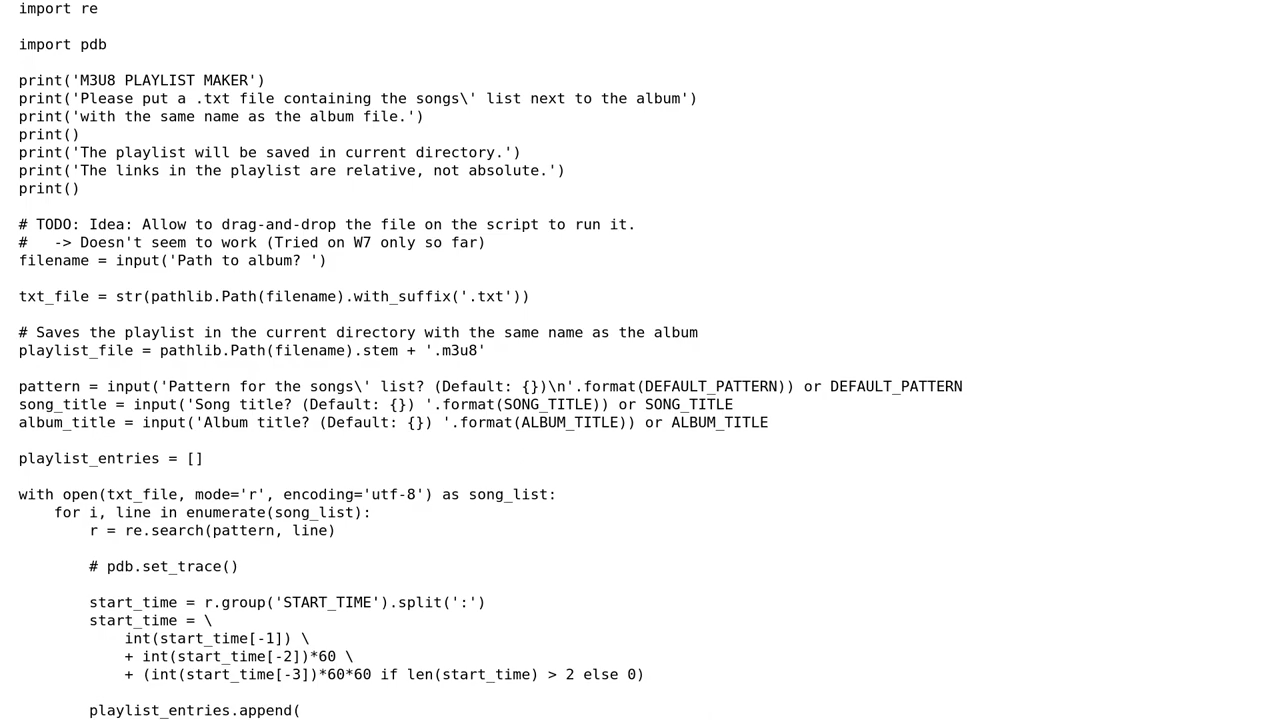 import re
import pdb
print('M3U8 PLAYLIST MAKER')
print('Please put a .txt file containing the songs\' list next to the album')
print('with the same name as the album file.')
print()
print('The playlist will be saved in current directory.')
print('The links in the playlist are relative, not absolute.')
print()
# TODO: Idea: Allow to drag-and-drop the file on the script to run it.
#   -> Doesn't seem to work (Tried on W7 only so far)
filename = input('Path to album? ')
txt_file = str(pathlib.Path(filename).with_suffix('.txt'))
# Saves the playlist in the current directory with the same name as the album
playlist_file = pathlib.Path(filename).stem + '.m3u8'
pattern = input('Pattern for the songs\' list? (Default: {})\n'.format(DEFAULT_PATTERN)) or DEFAULT_PATTERN
song_title = input('Song title? (Default: {}) '.format(SONG_TITLE)) or SONG_TITLE
album_title = input('Album title? (Default: {}) '.format(ALBUM_TITLE)) or ALBUM_TITLE
playlist_entries = []
with open(txt_file, mode='r', encoding='utf-8') as song_list:
    for i, line in enumerate(song_list):
        r = re.search(pattern, line)
        # pdb.set_trace()
        start_time = r.group('START_TIME').split(':')
        start_time = \
            int(start_time[-1]) \
            + int(start_time[-2])*60 \
            + (int(start_time[-3])*60*60 if len(start_time) > 2 else 0)
        playlist_entries.append(